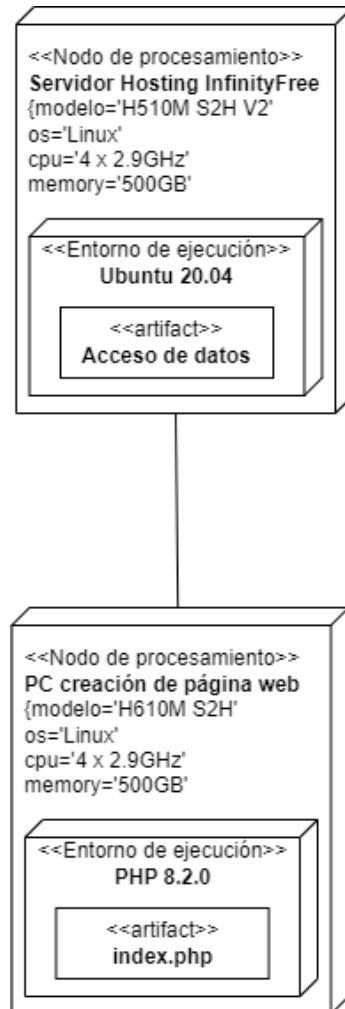 <<Nodo de procesamiento>>
Servidor Hosting InfinityFree
{modelo='H510M S2H V2'
os='Linux'
cpu='4 x 2.9GHz'
memory='500GB'
<<Entorno de ejecución>>
Ubuntu 20.04
<<artifact>>
Acceso de datos
<<Nodo de procesamiento>>
PC creación de página web
{modelo='H610M S2H'
os='Linux'
cpu='4 x 2.9GHz'
memory='500GB'
<<Entorno de ejecución>>
PHP 8.2.0
<<artifact>>
index.php